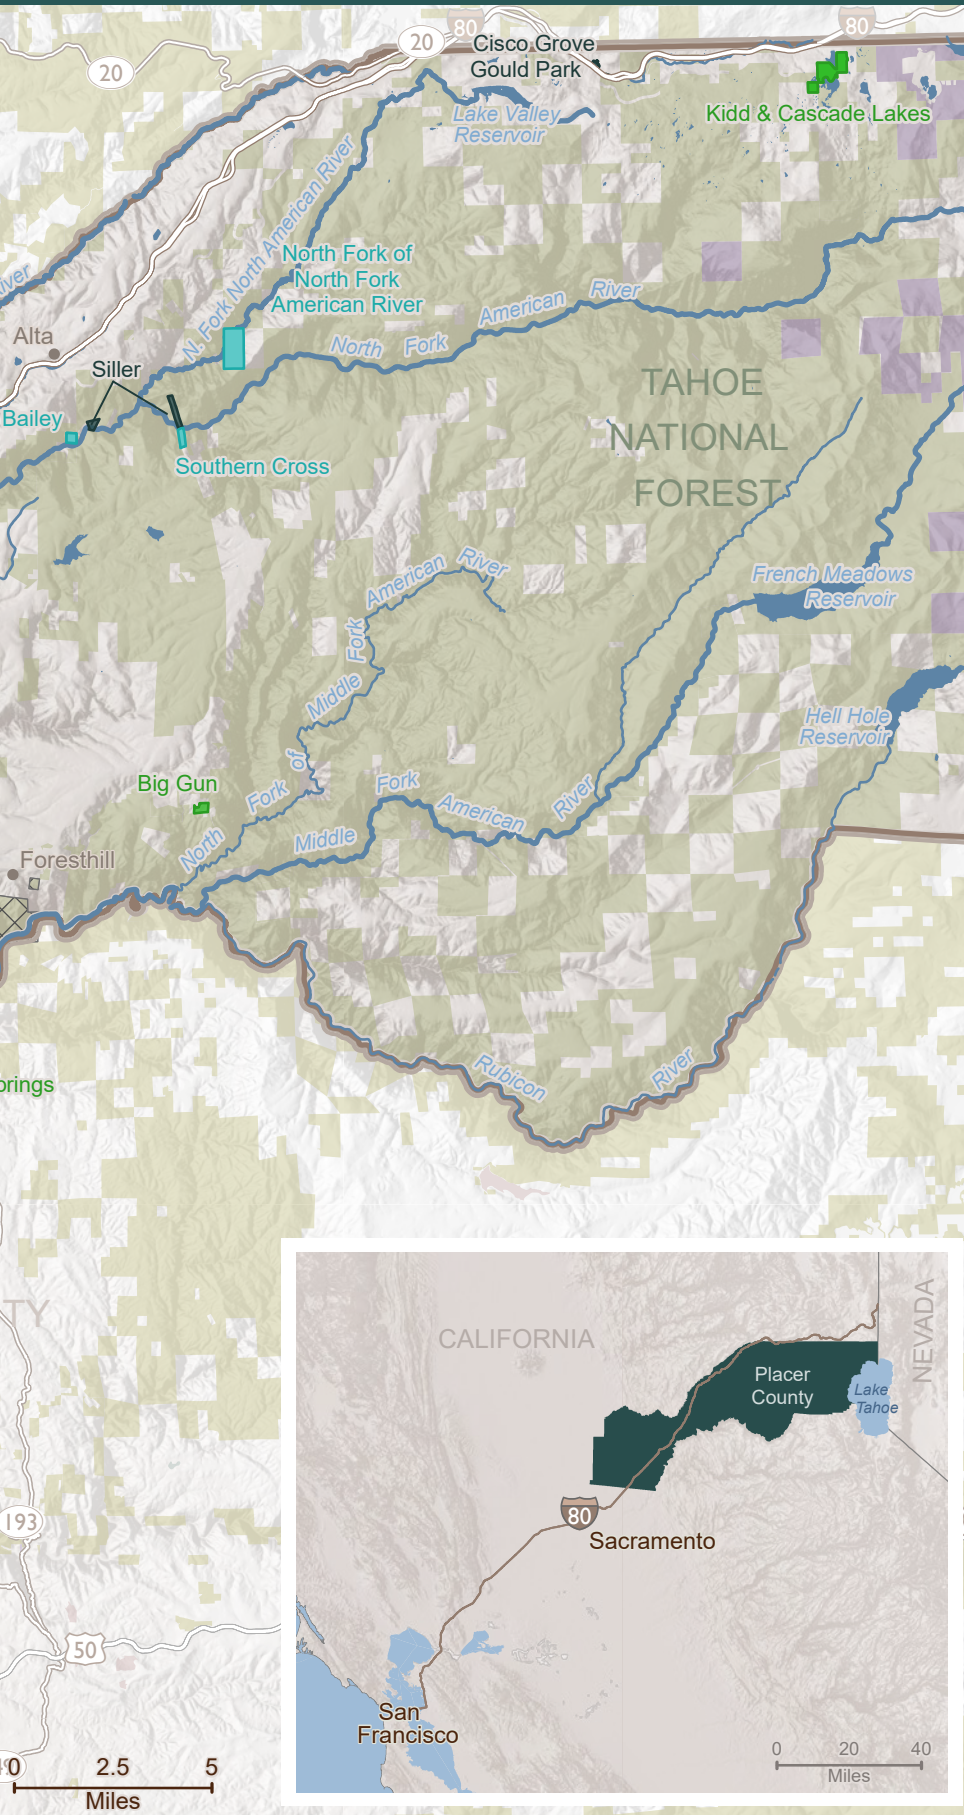 80
20
Cisco Grove
Gould Park
80
20
Kidd & Cascade Lakes
Lake Valley
Reservoir
N. Fork North American River
North Fork of
North Fork
American River
iver
Alta
American River
North Fork
Siller
TAHOE
NATIONAL
FOREST
Bailey
Southern Cross
American River
French Meadows
Reservoir
Middle Fork
Hell Hole
Reservoir
Big Gun
North Fork of
Middle Fork American River
Foresthill
Rubicon River
prings
TY
193
50
0 2.5 5
Miles
CALIFORNIA
NEVADA
Placer
County
Lake
Tahoe
80
Sacramento
San
Francisco
0 20 40
Miles